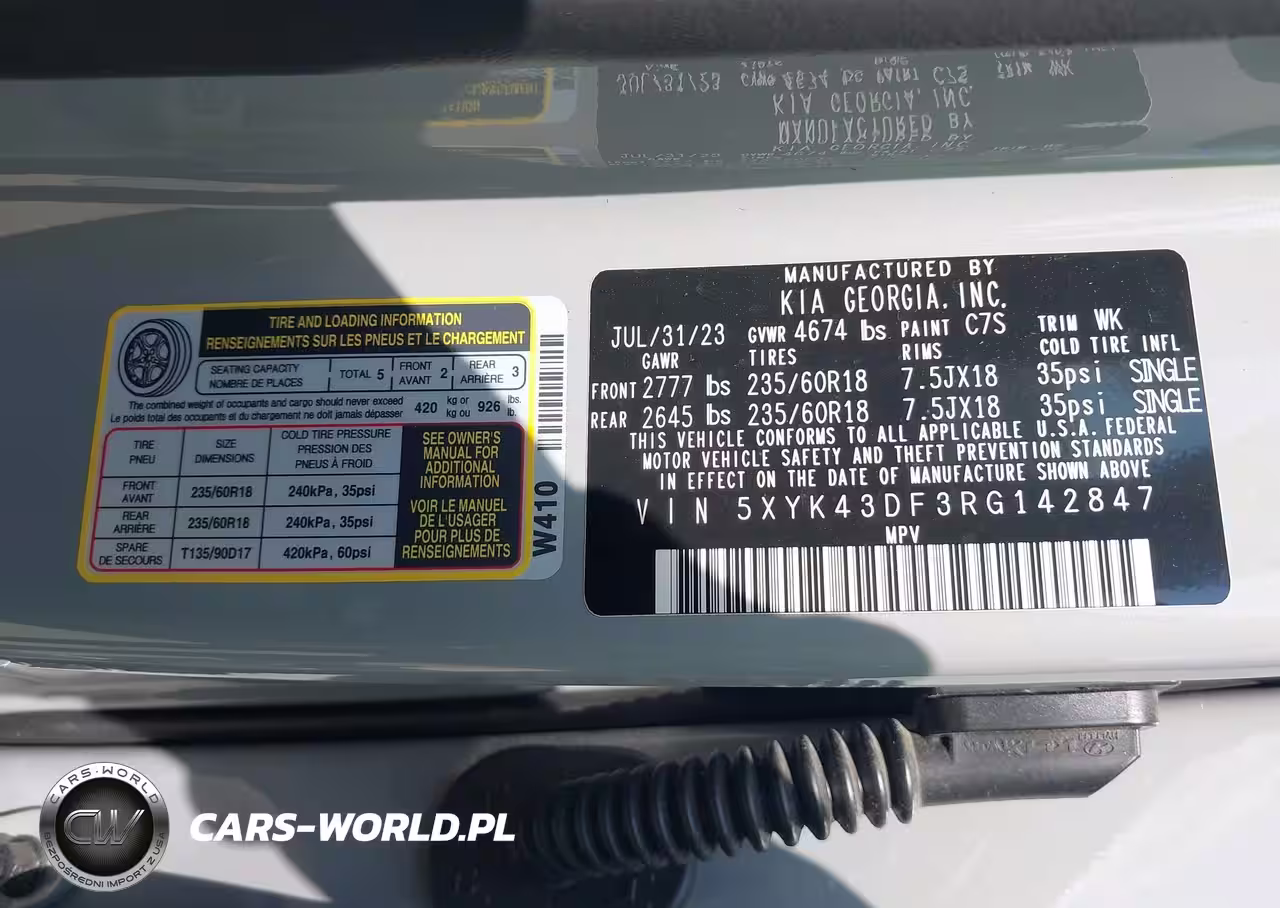 TIRE AND LOADING INFORMATION
RENSEIGNEMENTS SUR LES PNEUS ET LE CHARGEMENT
SEATING CAPACITY
NOMBRE DE PLACES
TOTAL 5
FRONT
AVANT 2
REAR
ARRIÈRE 3
The combined weight of occupants and cargo should never exceed
Le poids total des occupants et du chargement ne doit jamais dépasser
420 kg or
kg ou
926 lbs.
lb.
TIRE
PNEU
SIZE
DIMENSIONS
COLD TIRE PRESSURE
PRESSION DES
PNEUS À FROID
FRONT
AVANT
235/60R18
240kPa, 35psi
REAR
ARRIÈRE
235/60R18
240kPa, 35psi
SPARE
DE SECOURS
T135/90D17
420kPa, 60psi
SEE OWNER'S
MANUAL FOR
ADDITIONAL
INFORMATION
VOIR LE MANUEL
DE L'USAGER
POUR PLUS DE
RENSEIGNEMENTS
W410
MANUFACTURED BY
KIA GEORGIA, INC.
JUL/31/23 GVWR 4674 lbs PAINT C7S TRIM WK
GAWR TIRES RIMS COLD TIRE INFL
FRONT 2777 lbs 235/60R18 7.5JX18 35psi SINGLE
REAR 2645 lbs 235/60R18 7.5JX18 35psi SINGLE
THIS VEHICLE CONFORMS TO ALL APPLICABLE U.S.A. FEDERAL
MOTOR VEHICLE SAFETY AND THEFT PREVENTION STANDARDS
IN EFFECT ON THE DATE OF MANUFACTURE SHOWN ABOVE
VIN 5XYK43DF3RG142847
MPV
CARS-WORLD
CW
BEZPOŚREDNI IMPORT Z USA
CARS-WORLD.PL